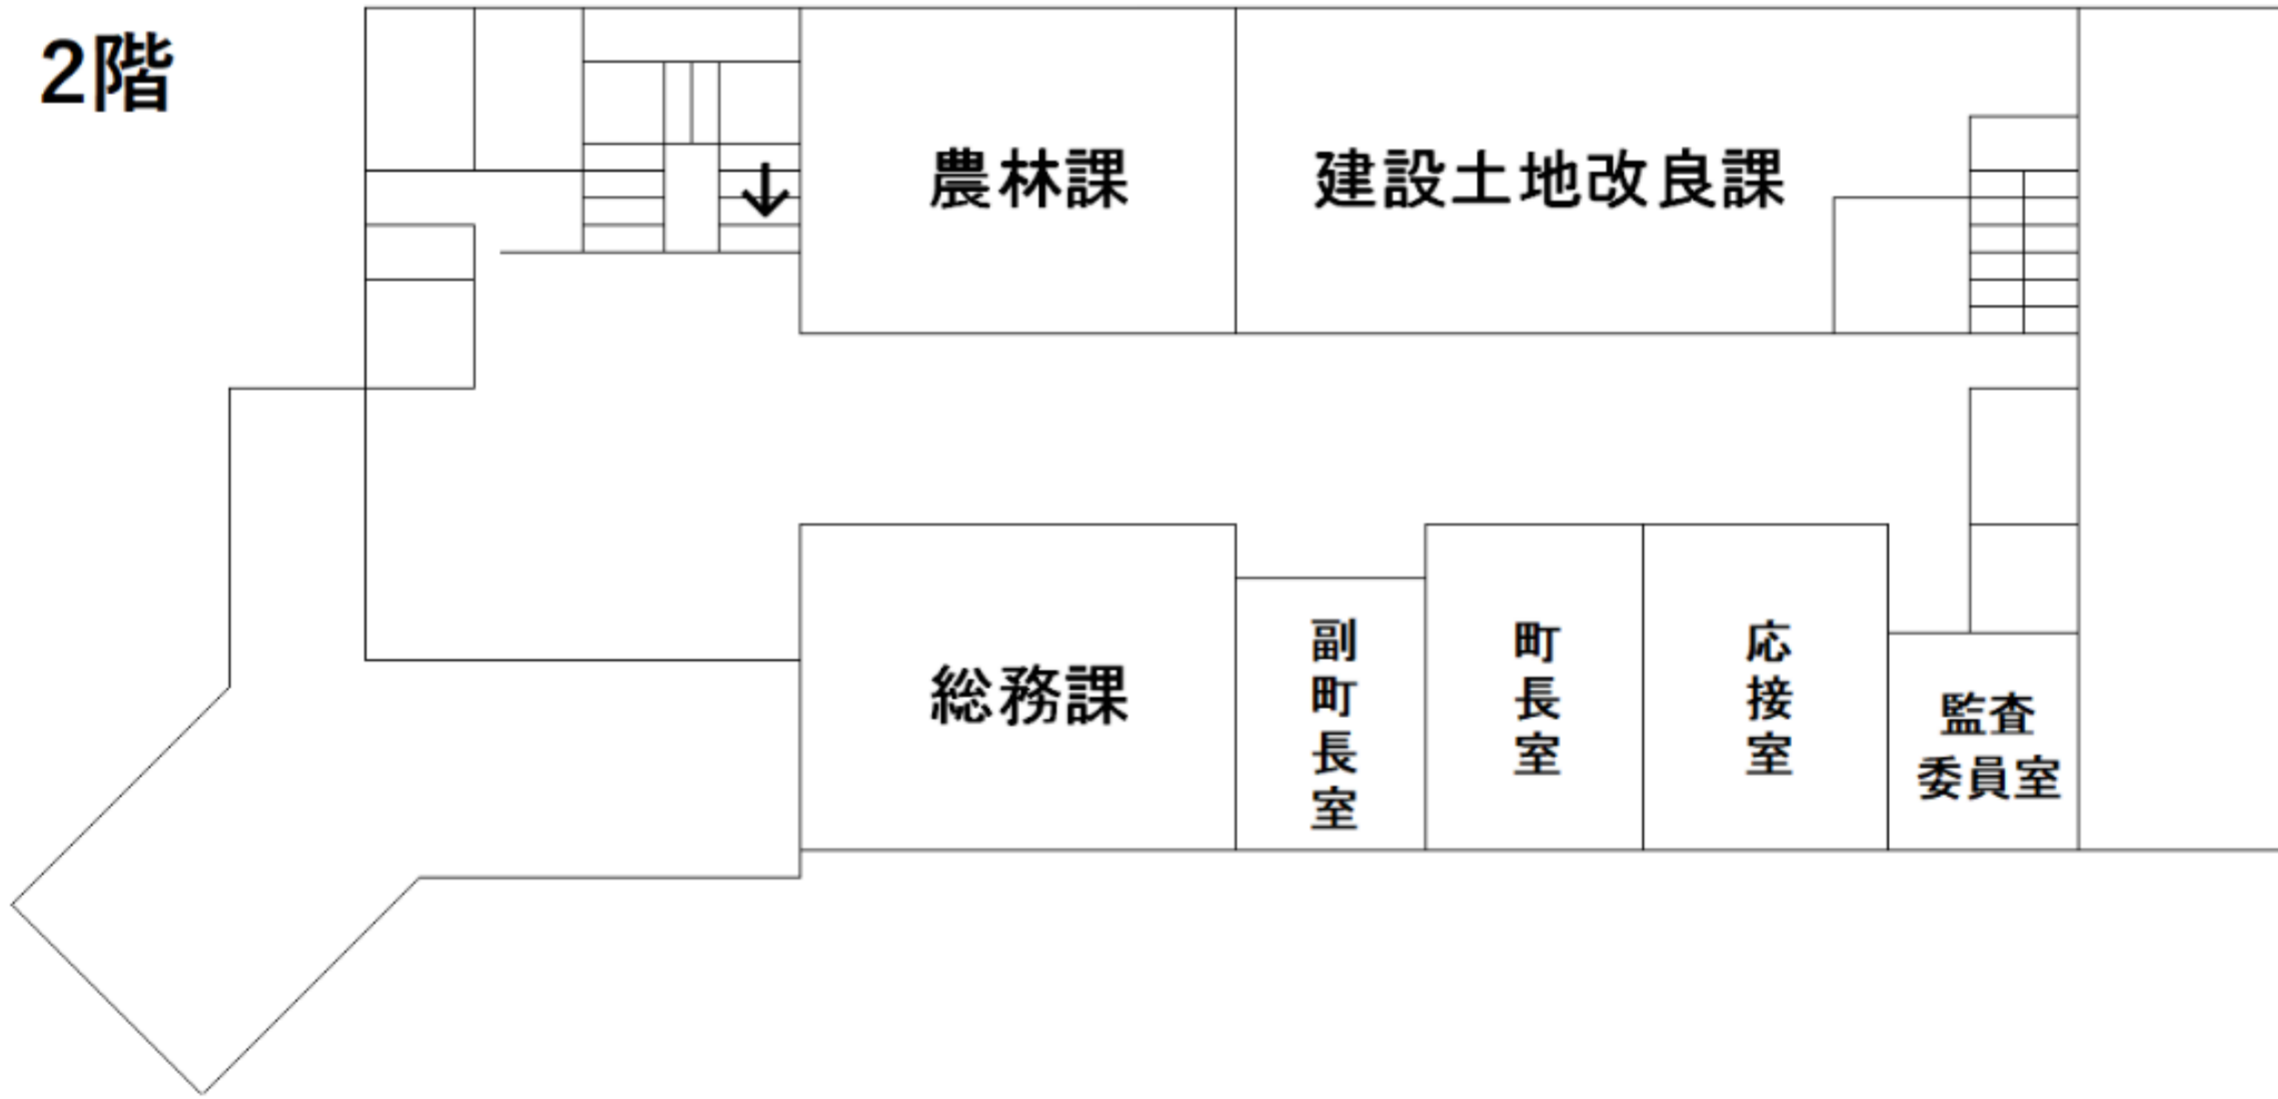 2階
農林課
建設土地改良課
総務課
副町長室
町長室
応接室
監査
委員室